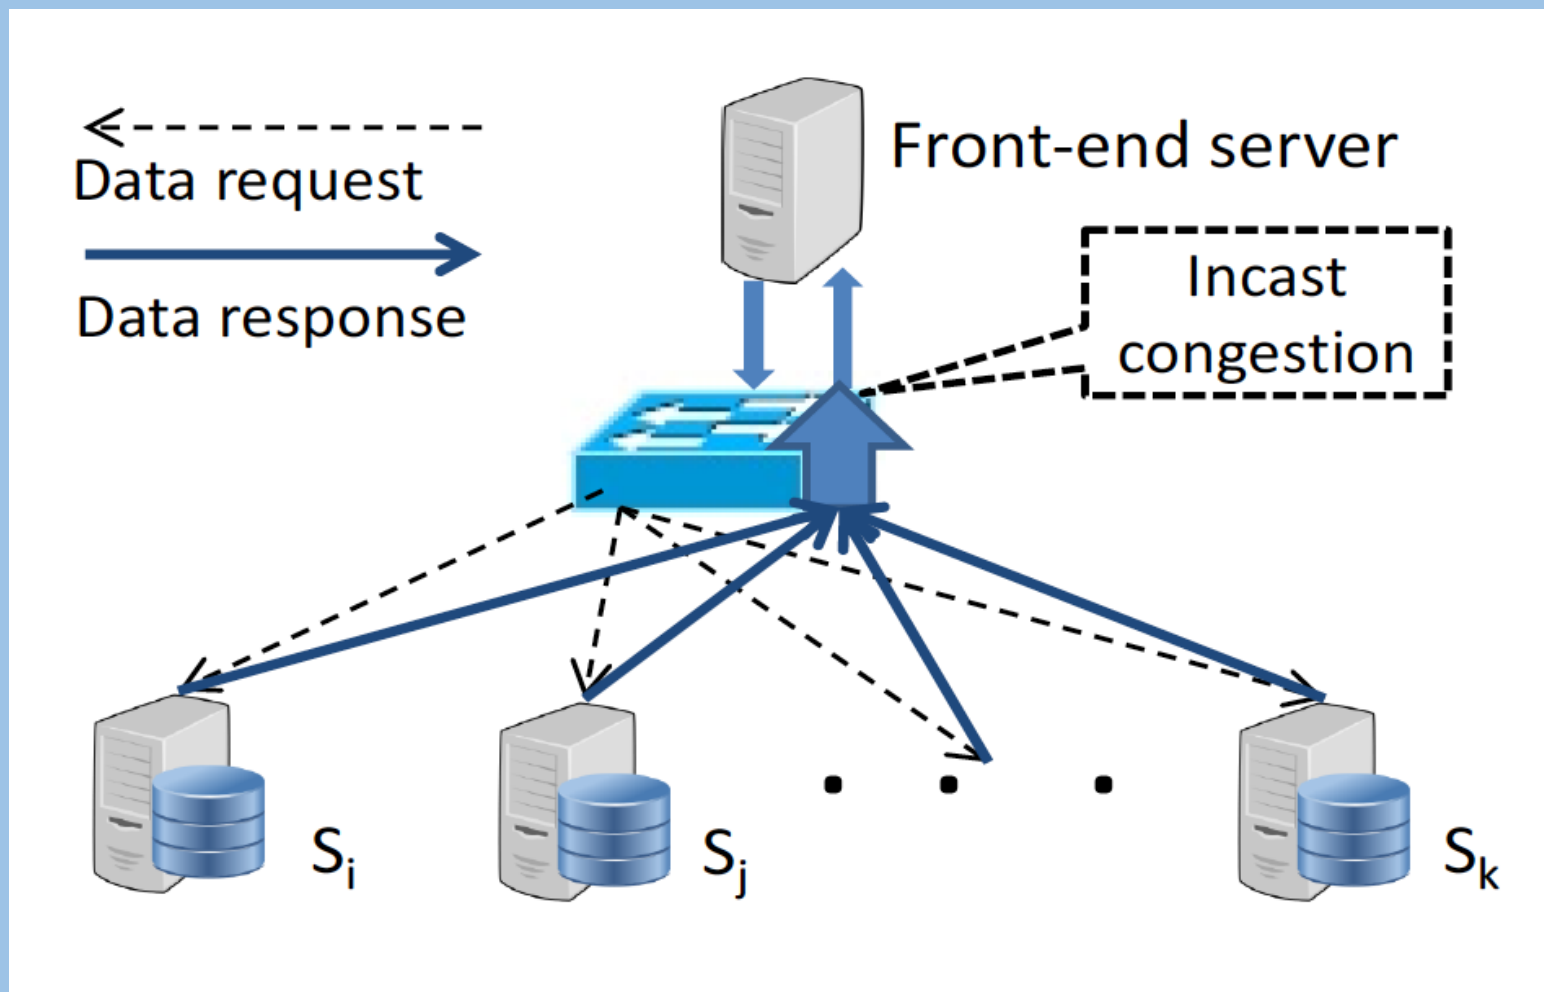 Front-end server
Data request
Data response
Incast
congestion
Si
Sj
Sk